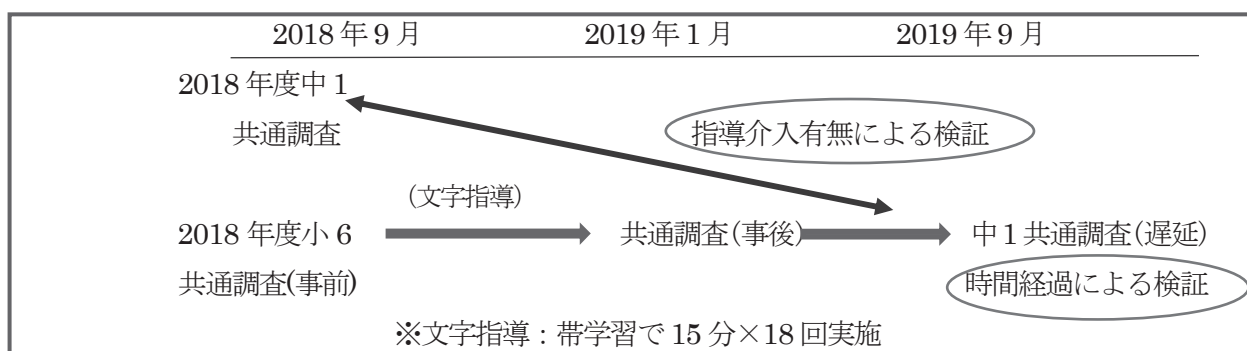 2018年9月 2019年1月 2019年9月
2018年度中1
共通調査 指導介入有無による検証
(文字指導)
2018年度小6 共通調査(事後) 中1共通調査(遅延)
共通調査(事前) 時間経過による検証
※文字指導：帯学習で15分×18回実施